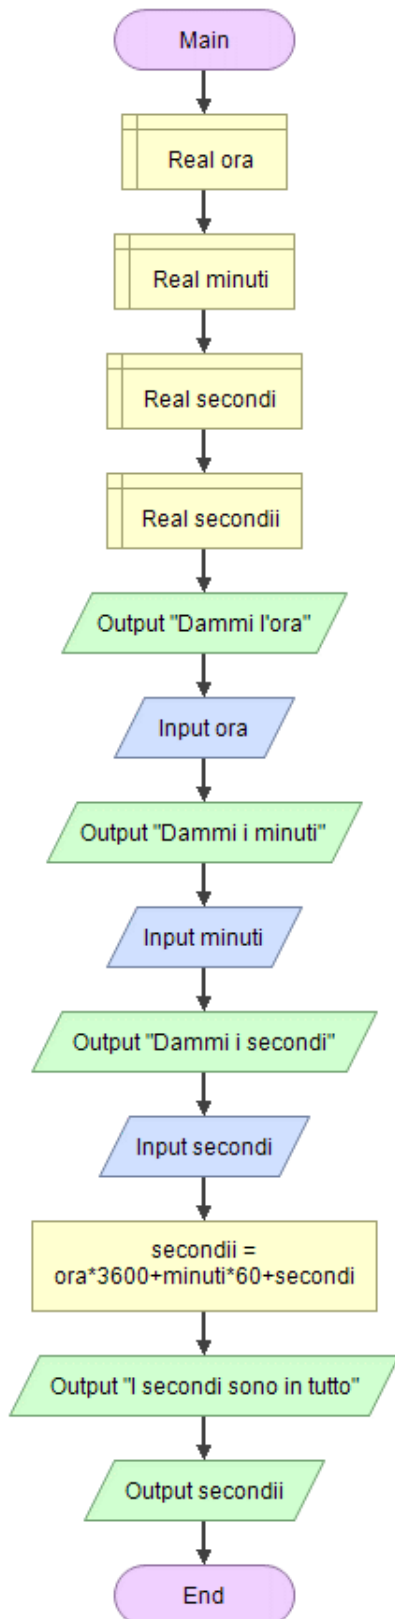 Main
Real ora
Real minuti
Real secondi
Real secondii
Output "Dammi l'ora"
Input ora
Output "Dammi i minuti"
Input minuti
Output "Dammi i secondi"
Input secondi
secondii =
ora*3600+minuti*60+secondi
Output "I secondi sono in tutto"
Output secondii
End